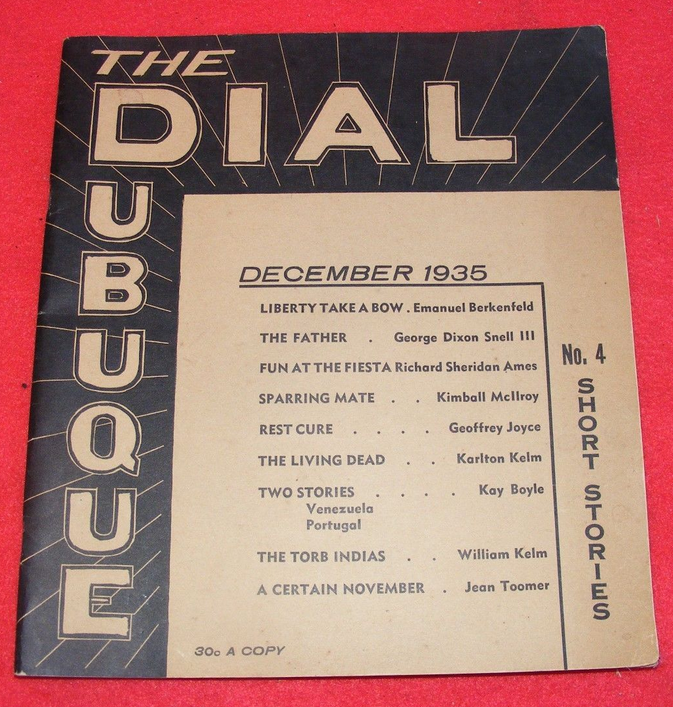 THE
DIAL
DUBUQUE
DECEMBER 1935
LIBERTY TAKE A BOW . Emanuel Berkenfeld
THE FATHER . George Dixon Snell III
FUN AT THE FIESTA Richard Sheridan Ames
SPARRING MATE . . Kimball McIlroy
REST CURE . . . . Geoffrey Joyce
THE LIVING DEAD . . Karlton Kelm
TWO STORIES . . . . Kay Boyle
Venezuela
Portugal
THE TORB INDIAS . . William Kelm
A CERTAIN NOVEMBER . Jean Toomer
No. 4
SHORT STORIES
30c A COPY